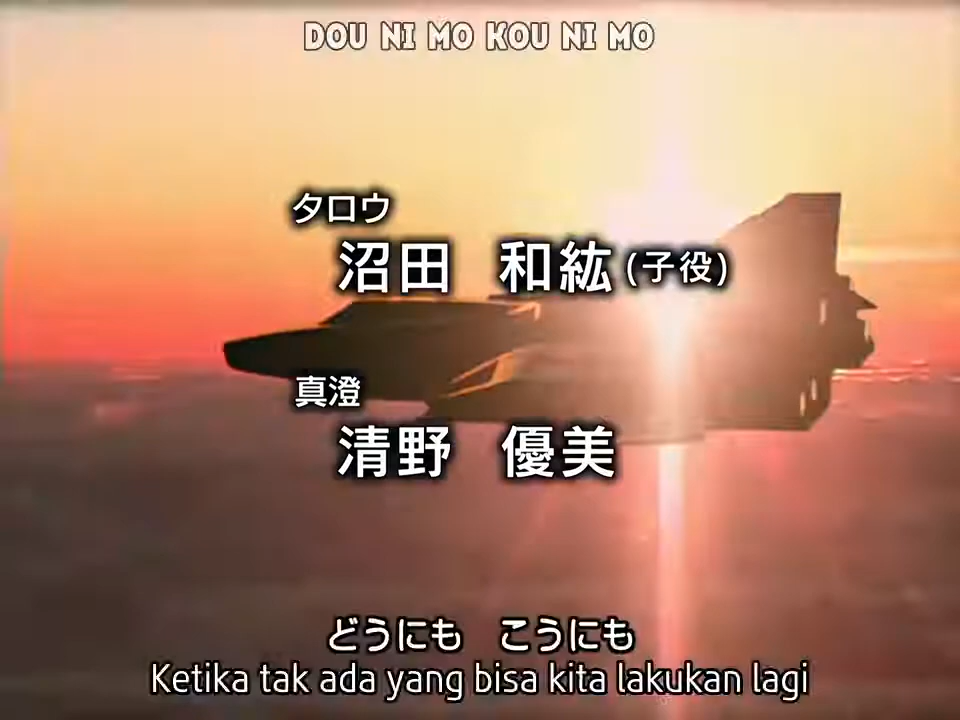 DOU NI MO KOU NI MO
タロウ
沼田 和紘 (子役)
真澄
清野 優美
どうにも こうにも
Ketika tak ada yang bisa kita lakukan lagi